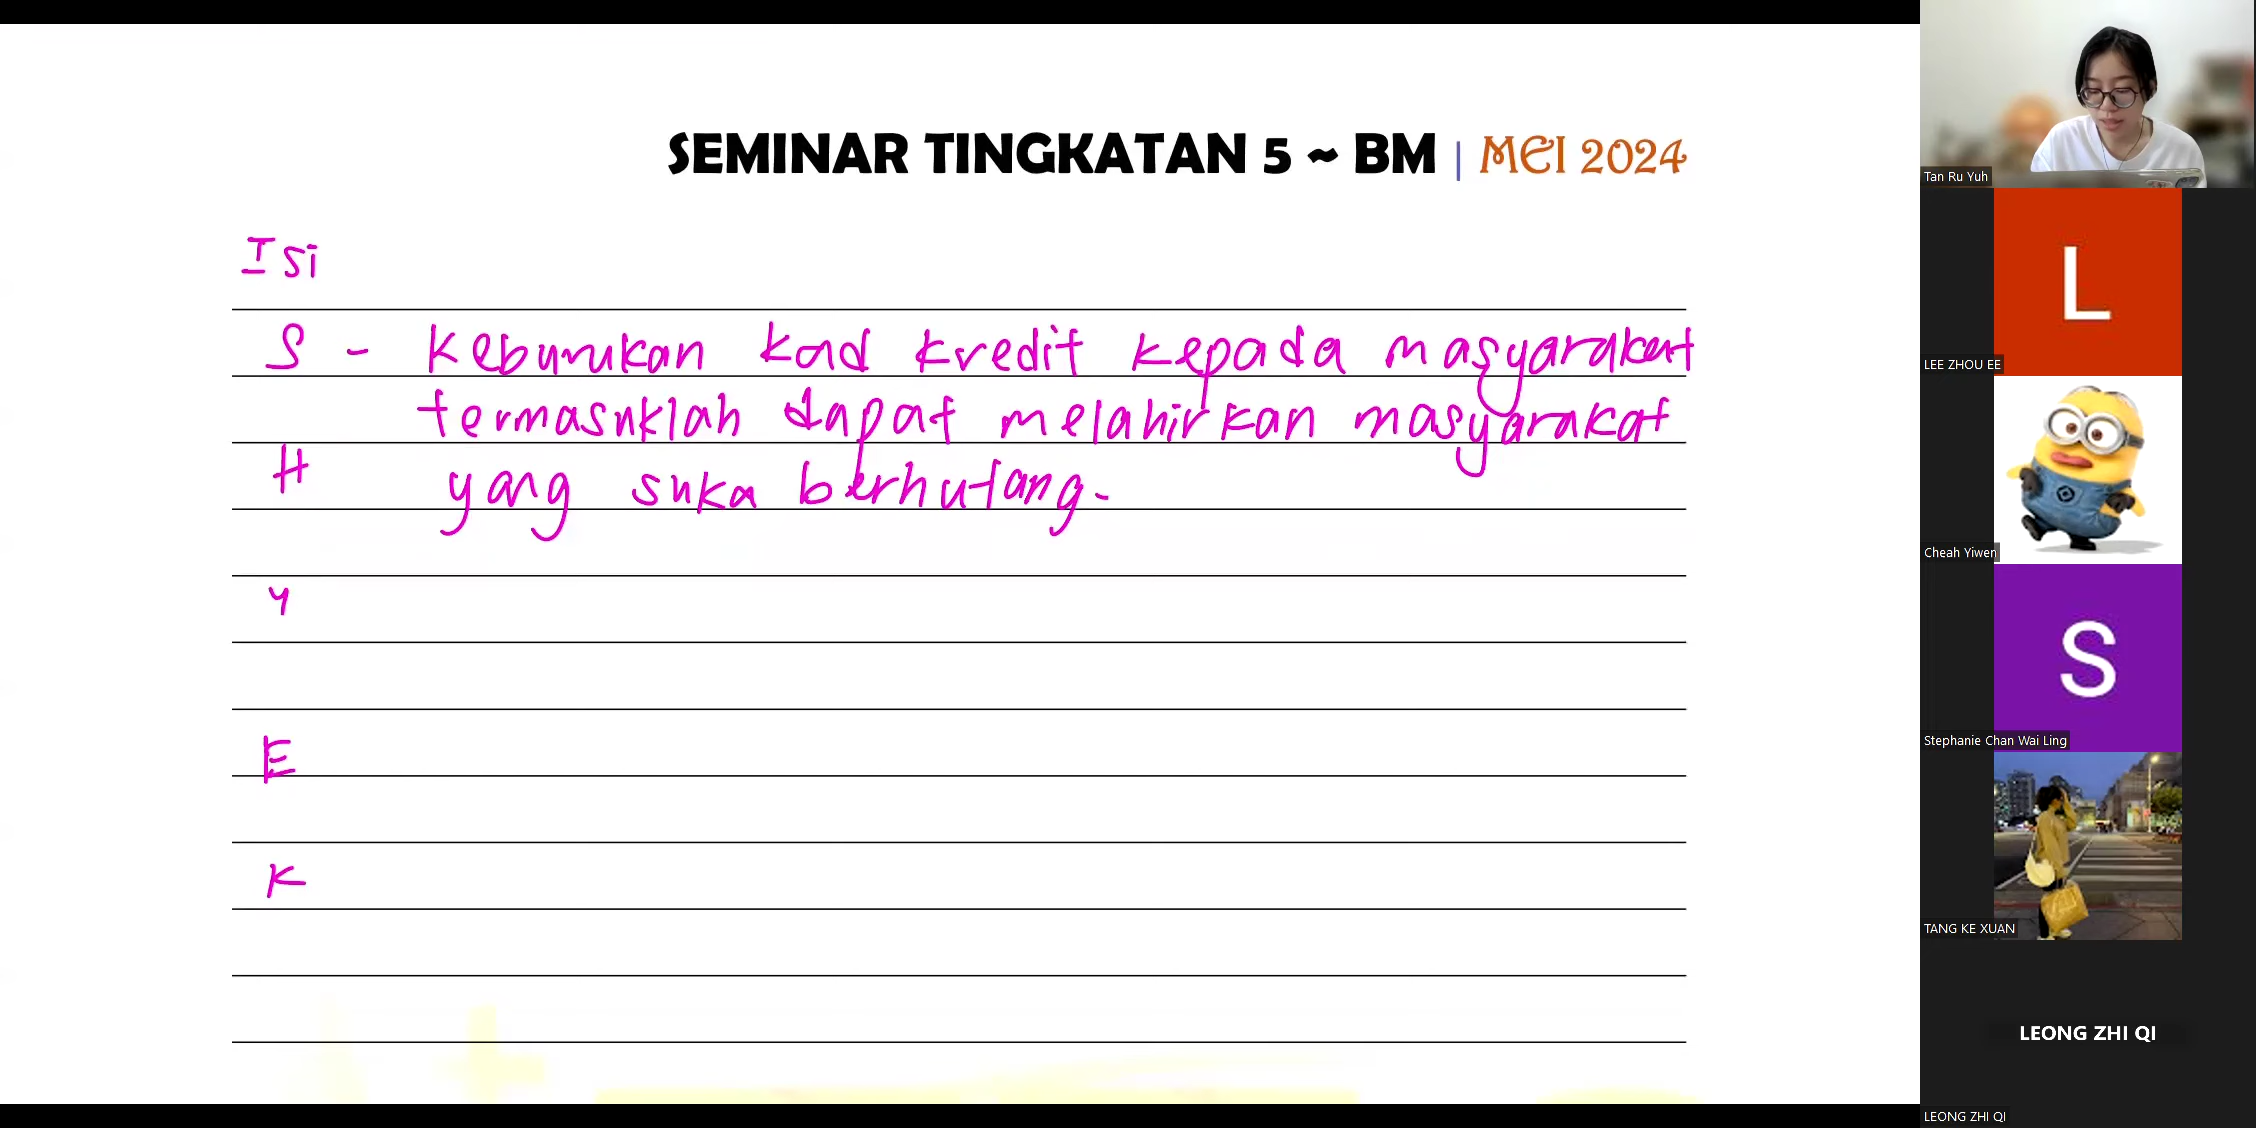 SEMINAR TINGKATAN 5 ~ BM | MEI 2024
Isi
S - Keburukan kad kredit kepada masyarakat
termasuklah dapat melahirkan masyarakat
H yang suka berhutang.
Y
E
K
Tan Ru Yuh
L
LEE ZHOU EE
Cheah Yiwen
S
Stephanie Chan Wai Ling
TANG KE XUAN
LEONG ZHI QI
LEONG ZHI QI